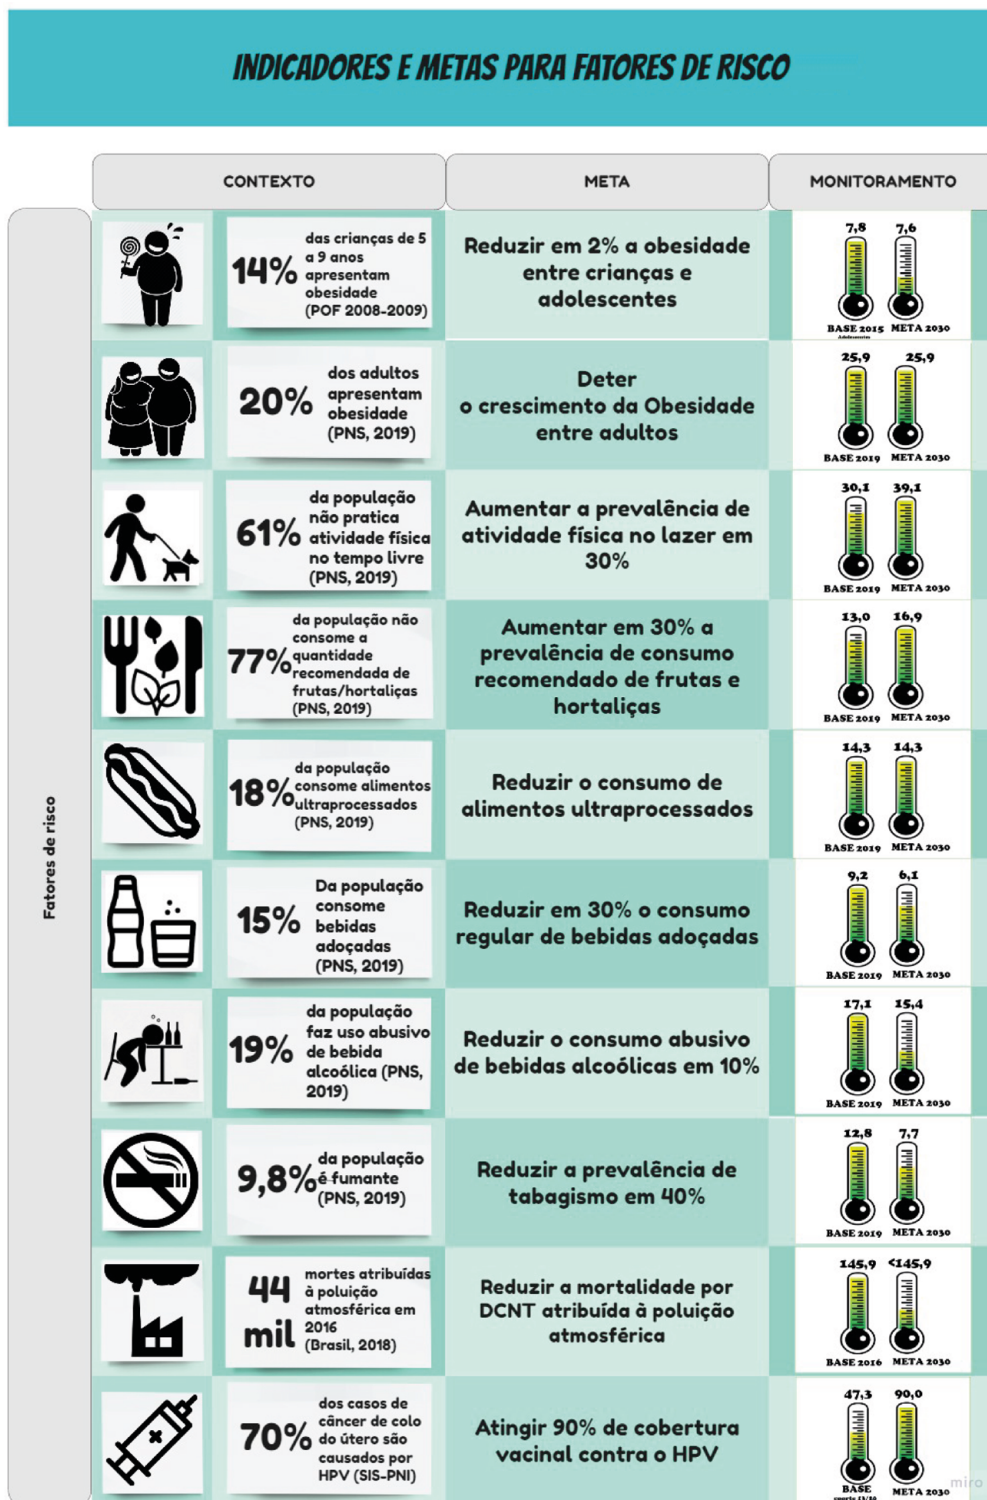 INDICADORES E METAS PARA FATORES DE RISCO
CONTEXTO
META
MONITORAMENTO
Fatores de risco
14%
das crianças de 5
a 9 anos
apresentam
obesidade
(POF 2008-2009)
Reduzir em 2% a obesidade
entre crianças e
adolescentes
7,8 7,6
BASE 2015 META 2030
Adolescentes
20%
dos adultos
apresentam
obesidade
(PNS, 2019)
Deter
o crescimento da Obesidade
entre adultos
25,9 25,9
BASE 2019 META 2030
61%
da população
não pratica
atividade física
no tempo livre
(PNS, 2019)
Aumentar a prevalência de
atividade física no lazer em
30%
30,1 39,1
BASE 2019 META 2030
77%
da população não
consome a
quantidade
recomendada de
frutas/hortaliças
(PNS, 2019)
Aumentar em 30% a
prevalência de consumo
recomendado de frutas e
hortaliças
13,0 16,9
BASE 2019 META 2030
18%
da população
consome alimentos
ultraprocessados
(PNS, 2019)
Reduzir o consumo de
alimentos ultraprocessados
14,3 14,3
BASE 2019 META 2030
15%
Da população
consome
bebidas
adoçadas
(PNS, 2019)
Reduzir em 30% o consumo
regular de bebidas adoçadas
9,2 6,1
BASE 2019 META 2030
19%
da população
faz uso abusivo
de bebida
alcoólica (PNS,
2019)
Reduzir o consumo abusivo
de bebidas alcoólicas em 10%
17,1 15,4
BASE 2019 META 2030
9,8%
da população
é fumante
(PNS, 2019)
Reduzir a prevalência de
tabagismo em 40%
12,8 7,7
BASE 2019 META 2030
44
mil
mortes atribuídas
à poluição
atmosférica em
2016
(Brasil, 2018)
Reduzir a mortalidade por
DCNT atribuída à poluição
atmosférica
145,9 <145,9
BASE 2016 META 2030
70%
dos casos de
câncer de colo
do útero são
causados por
HPV (SIS-PNI)
Atingir 90% de cobertura
vacinal contra o HPV
47,3 90,0
BASE META 2030
miro